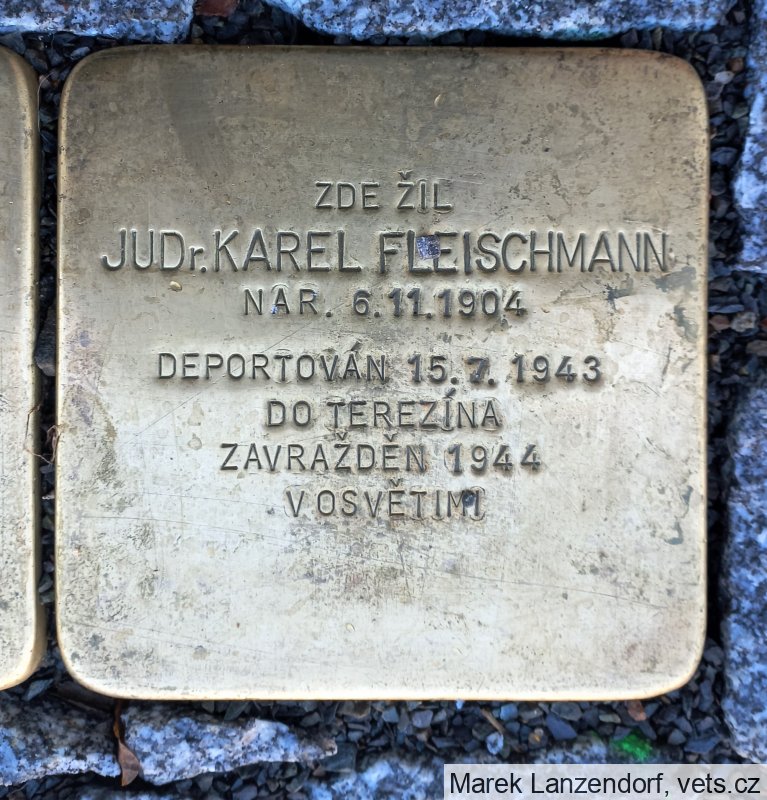 ZDE ŽIL
JUDr. KAREL FLEISCHMANN
NAR. 6.11.1904
DEPORTOVÁN 15.7.1943
DO TEREZÍNA
ZAVRAŽDĚN 1944
V OSVĚTIMI
Marek Lanzendorf, vets.cz